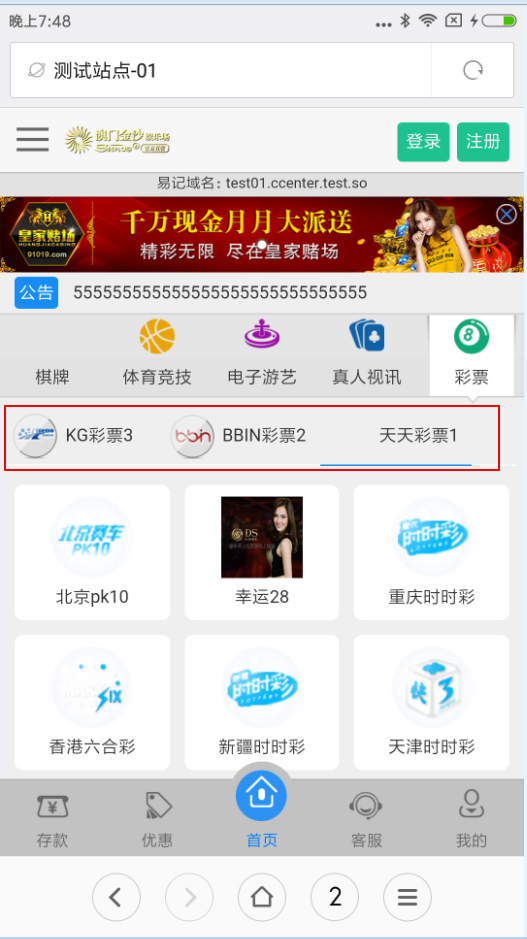 晚上7:48
测试站点-01
澳门金沙娱乐场
登录
注册
易记域名：test01.ccenter.test.so
皇家赌场
HUANGJIACASINO
91019.com
千万现金月月大派送
精彩无限 尽在皇家赌场
公告
5555555555555555555555555555555
棋牌
体育竞技
电子游艺
真人视讯
彩票
KG彩票3
bbin
BBIN彩票2
天天彩票1
北京赛车
PK10
DS
时时彩
LOTTERY
北京pk10
幸运28
重庆时时彩
SIX
时时彩
快3
香港六合彩
新疆时时彩
天津时时彩
存款
优惠
首页
客服
我的
2